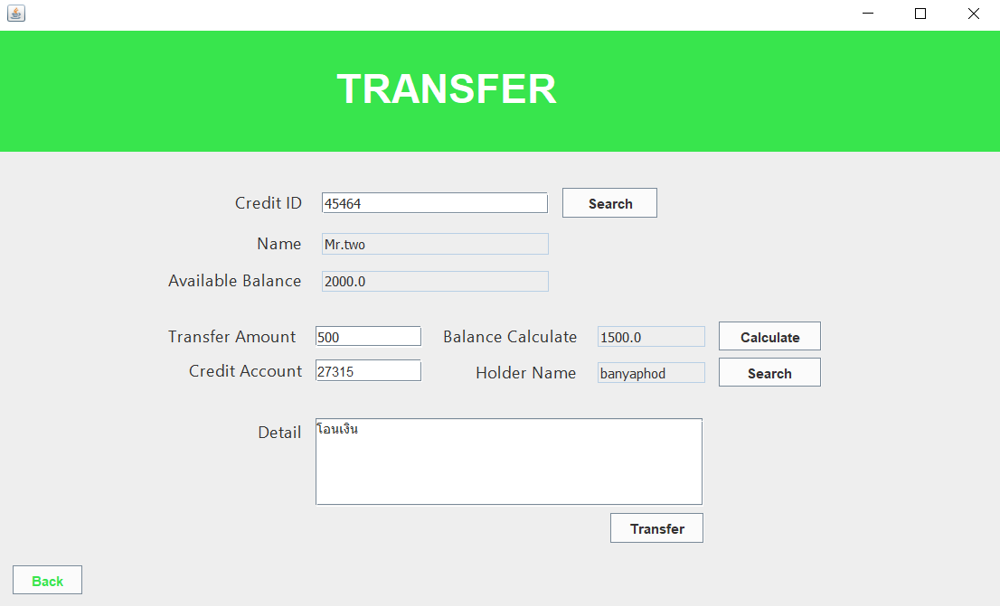 TRANSFER
Credit ID 45464 Search
Name Mr.two
Available Balance 2000.0
Transfer Amount 500 Balance Calculate 1500.0 Calculate
Credit Account 27315 Holder Name banyaphod Search
Detail โอนเงิน
Transfer
Back